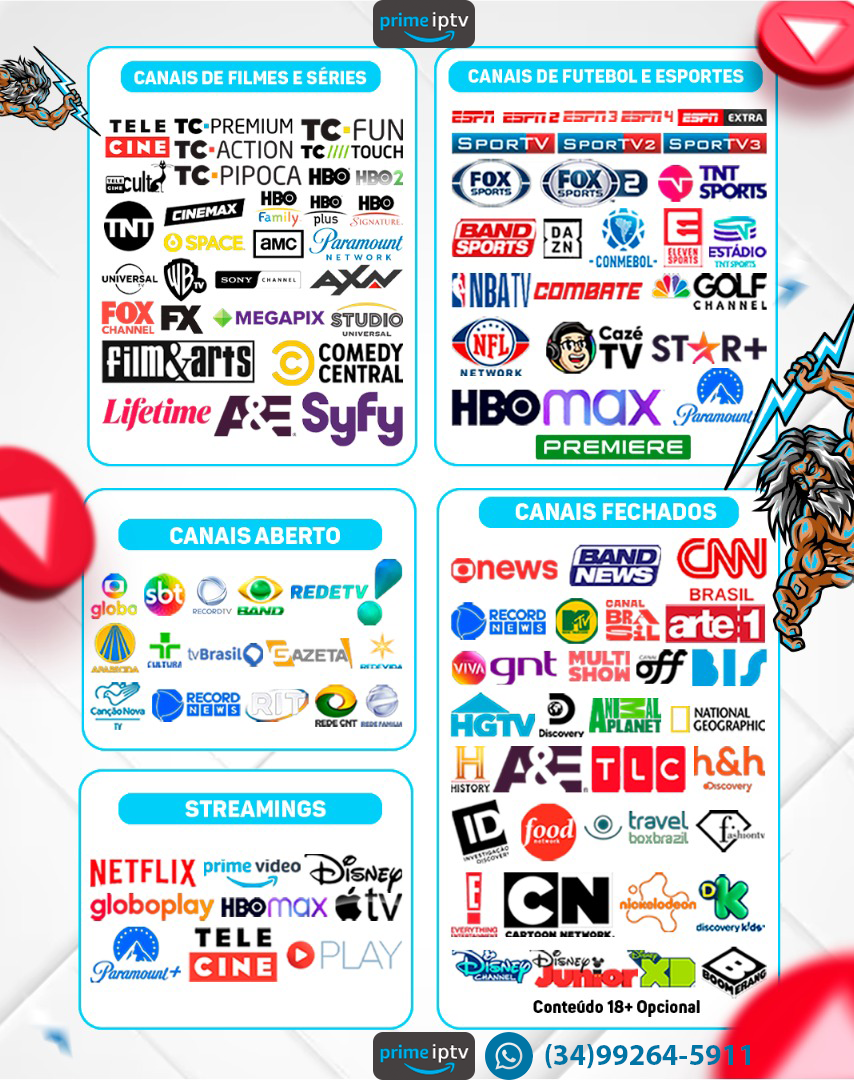 prime iptv
CANAIS DE FILMES E SÉRIES
TELE CINE
TC PREMIUM
TC ACTION
TC FUN
TC TOUCH
TELE CINE cult
TC PIPOCA
HBO HBO2
TNT
CINEMAX
HBO Family
HBO plus
HBO SIGNATURE
SPACE
amc
Paramount NETWORK
UNIVERSAL TV
WB TV
SONY CHANNEL
AXN
FOX CHANNEL
FX
MEGAPIX
STUDIO UNIVERSAL
film&arts
COMEDY CENTRAL
Lifetime
A&E
Syfy
CANAIS DE FUTEBOL E ESPORTES
ESPN ESPN 2 ESPN 3 ESPN 4 ESPN EXTRA
SPORTV SPORTV2 SPORTV3
FOX SPORTS
FOX SPORTS 2
TNT SPORTS
BAND SPORTS
DAZN
CONMEBOL
ELEVEN SPORTS
ESTÁDIO TNT SPORTS
NBA TV
COMBATE
GOLF CHANNEL
NFL NETWORK
Cazé TV
STAR+
HBO max
Paramount
PREMIERE
CANAIS ABERTO
globo
sbt
RECORDTV
BAND
REDETV
APARECIDA
CULTURA
tvBrasil
GAZETA
REDEVIDA
Canção Nova TV
RECORD NEWS
RIT
REDE CNT
REDE FAMILIA
STREAMINGS
NETFLIX
prime video
Disney
globoplay
HBOmax
tv
Paramount+
TELE CINE
PLAY
CANAIS FECHADOS
news
BAND NEWS
CNN BRASIL
RECORD NEWS
MTV
CANAL BRASIL
arte 1
VIVA
gnt
MULTI SHOW
CANAL off
BIS
HGTV
Discovery
ANIMAL PLANET
NATIONAL GEOGRAPHIC
H HISTORY
A&E
TLC
h&h Discovery
ID INVESTIGAÇÃO DISCOVERY
food network
travel boxbrazil
f fashiontv
E! EVERYTHING ENTERTAINMENT
CN CARTOON NETWORK
nickelodeon
DK discovery kids
Disney CHANNEL
Disney Junior
Disney XD
B BOOMERANG
Conteúdo 18+ Opcional
prime iptv
(34)99264-5911